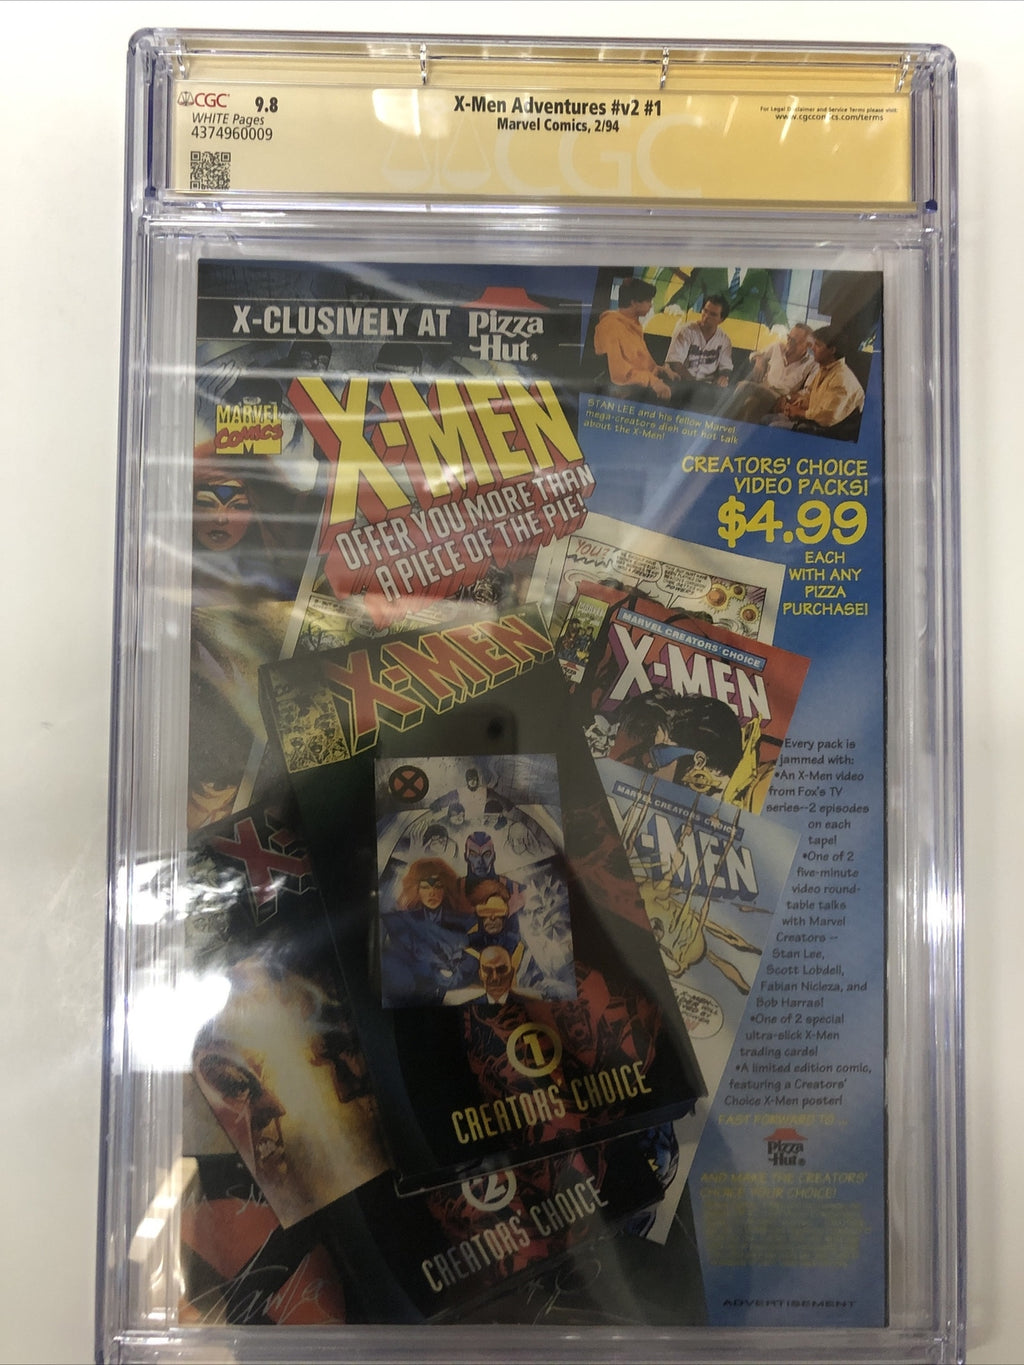 CGC 9.8
WHITE Pages
4374960009
X-Men Adventures #v2 #1
Marvel Comics, 2/94
For Legal Disclaimer and Service Terms please visit:
www.cgccomics.com/terms
CGC
X-CLUSIVELY AT Pizza Hut®
MARVEL COMICS
X-MEN
OFFER YOU MORE THAN
A PIECE OF THE PIE!
STAN LEE and his fellow Marvel
mega-creators dish out hot talk
about the X-Men!
CREATORS' CHOICE
VIDEO PACKS!
$4.99
EACH
WITH ANY
PIZZA
PURCHASE!
YOU?
MARVEL CREATORS' CHOICE
X-MEN
X-MEN
MARVEL CREATORS CHOICE
X-MEN
X-
1
CREATORS' CHOICE
2
CREATORS' CHOICE
Every pack is
jammed with:
•An X-Men video
from Fox's TV
series--2 episodes
on each
tape!
•One of 2
five-minute
video round-
table talks
with Marvel
Creators --
Stan Lee,
Scott Lobdell,
Fabian Nicieza, and
Bob Harras!
•One of 2 special
ultra-slick X-Men
trading cards!
•A limited edition comic,
featuring a Creators'
Choice X-Men poster!
FAST FORWARD TO...
Pizza Hut®
AND MAKE THE CREATORS'
CHOICE YOUR CHOICE!
ADVERTISEMENT